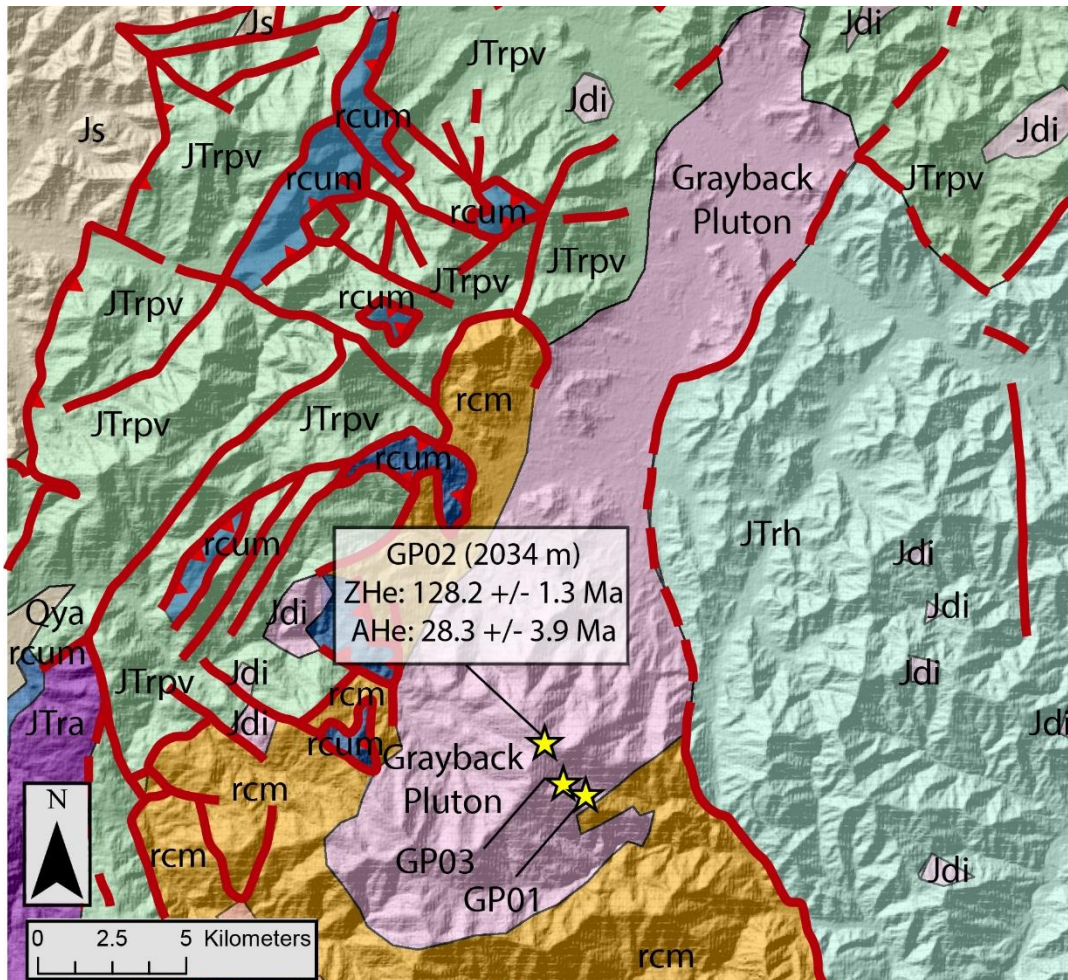 Js
JTrpv
Jdi
rcum
Jdi
Js
Jdi
JTrpv
rcum
Grayback
Pluton
JTrpv
rcum
JTrpv
JTrpv
JTrpv
rcum
rcm
JTrpv
JTrpv
rcum
JTrh
rcum
Jdi
GP02 (2034 m)
ZHe: 128.2 +/- 1.3 Ma
AHe: 28.3 +/- 3.9 Ma
Qya
Jdi
Jdi
rcum
JTrpv
Jdi
rcm
Jdi
JTra
Jdi
Jdi
rcum
Grayback
Pluton
rcm
rcm
GP03
GP01
Jdi
N
0 2.5 5 Kilometers
rcm